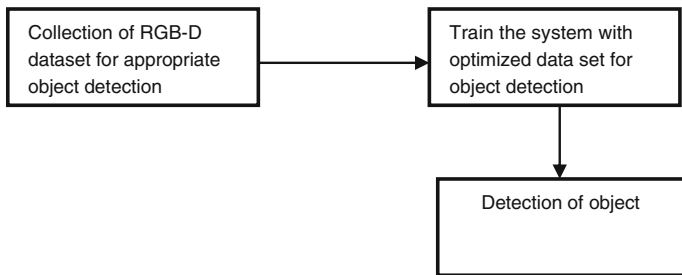 Collection of RGB-D
dataset for appropriate
object detection
Train the system with
optimized data set for
object detection
Detection of object